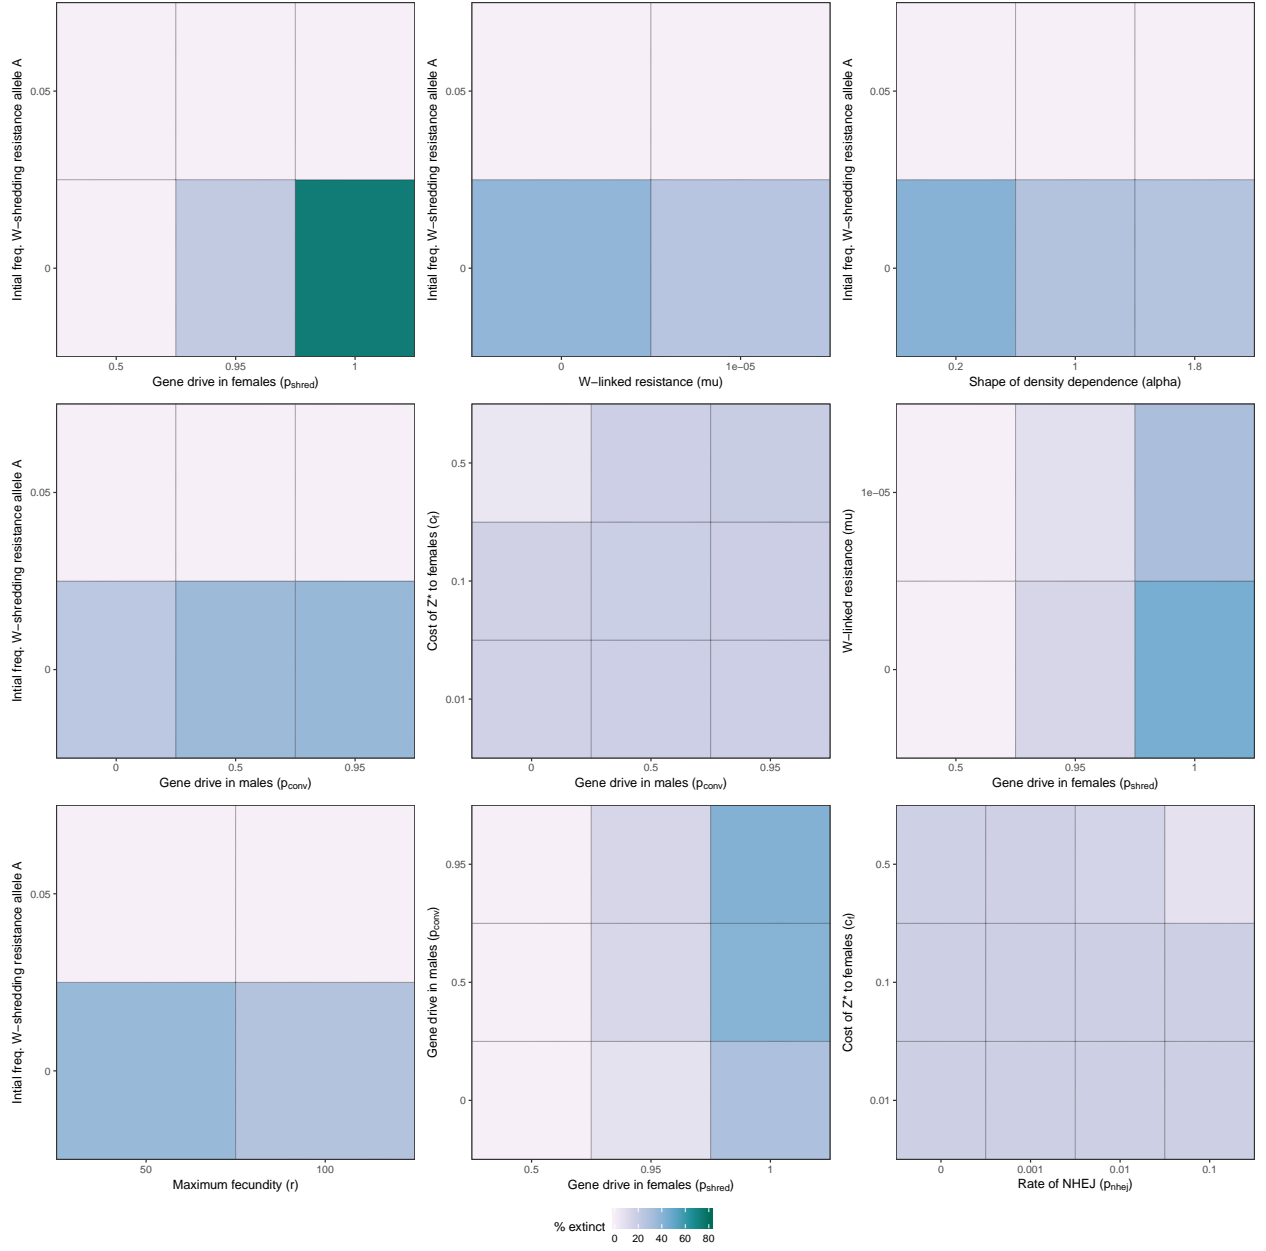 Intial freq. W−shredding resistance allele A
0.05
0
0.5
0.95
1
Gene drive in females (pshred)
Intial freq. W−shredding resistance allele A
0
1e−05
W−linked resistance (mu)
Intial freq. W−shredding resistance allele A
0.05
0
0.2
1
1.8
Shape of density dependence (alpha)
Intial freq. W−shredding resistance allele A
0.05
0
0
0.5
0.95
Gene drive in males (pconv)
Cost of Z* to females (cf)
0.5
0.1
0.01
0
0.5
0.95
Gene drive in males (pconv)
W−linked resistance (mu)
1e−05
0
0.5
0.95
1
Gene drive in females (pshred)
Intial freq. W−shredding resistance allele A
0.05
0
50
100
Maximum fecundity (r)
Gene drive in males (pconv)
0.95
0.5
0
0.5
0.95
1
Gene drive in females (pshred)
Cost of Z* to females (cf)
0.5
0.1
0.01
0
0.001
0.01
0.1
Rate of NHEJ (pnhej)
% extinct
0 20 40 60 80